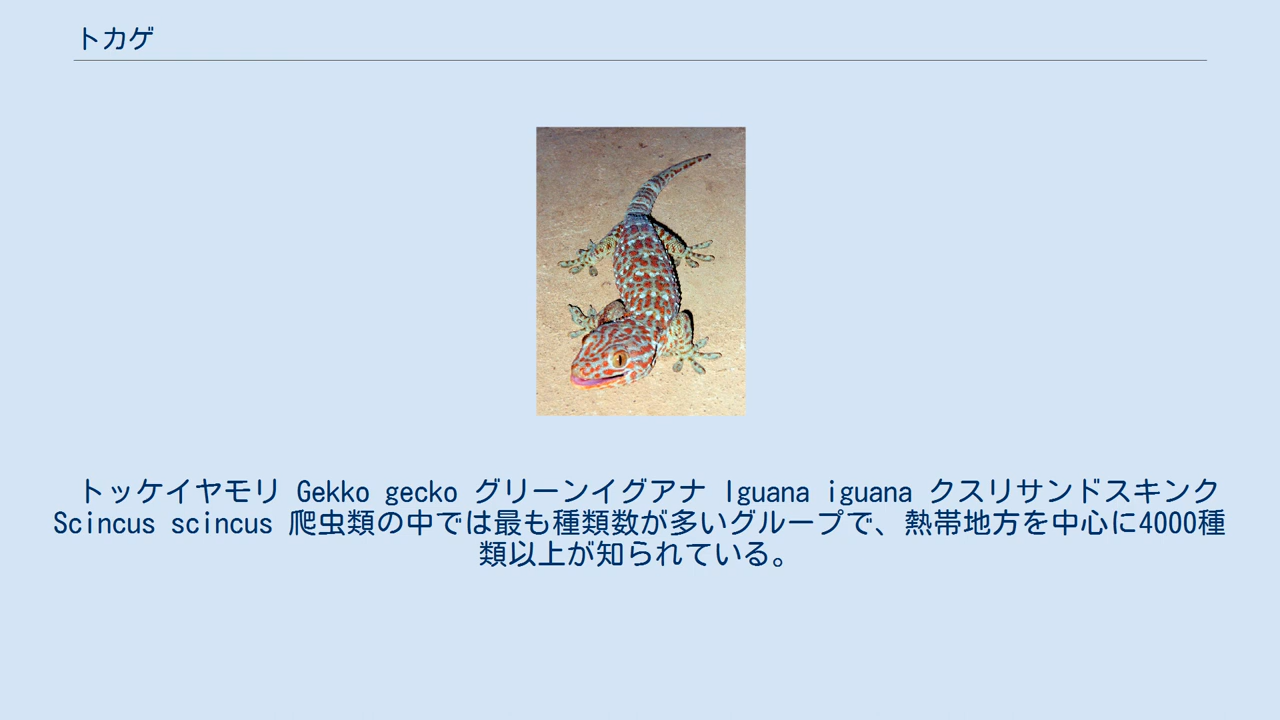 トカゲ
トッケイヤモリ Gekko gecko グリーンイグアナ Iguana iguana クスリサンドスキンク
Scincus scincus 爬虫類の中では最も種類数が多いグループで、熱帯地方を中心に4000種
類以上が知られている。